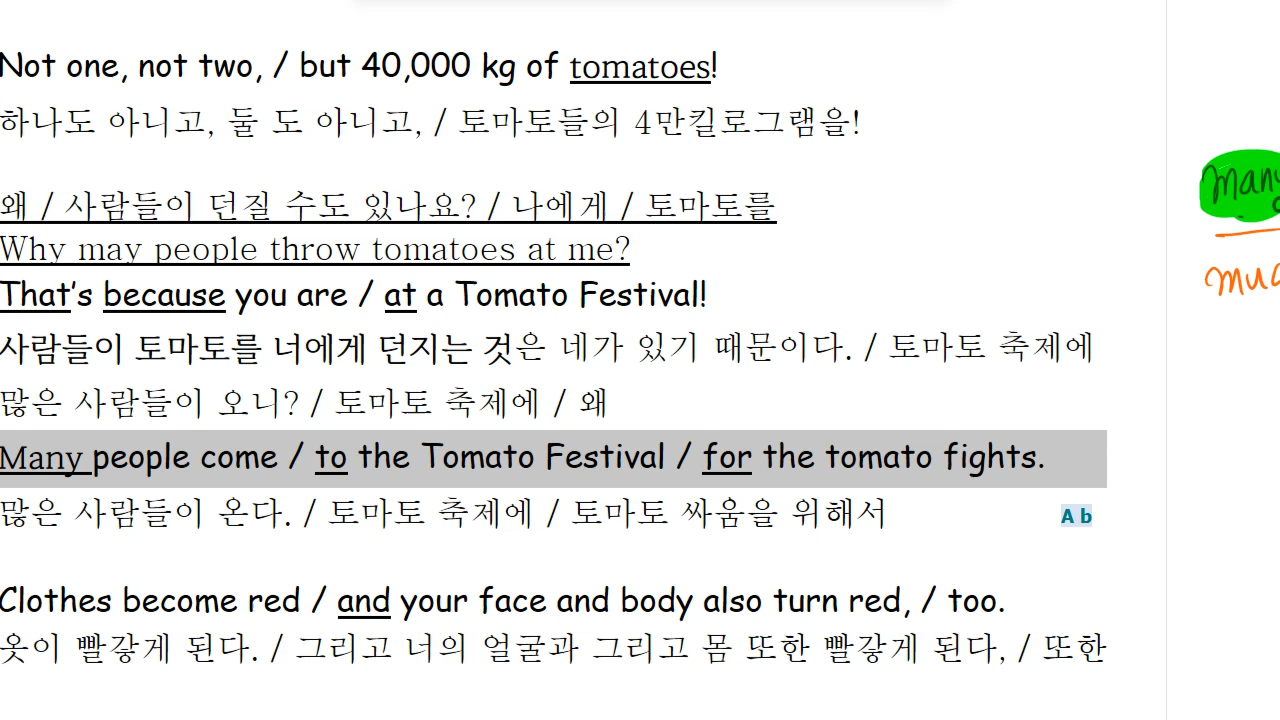 Not one, not two, / but 40,000 kg of tomatoes!
하나도 아니고, 둘 도 아니고, / 토마토들의 4만킬로그램을!
왜 / 사람들이 던질 수도 있나요? / 나에게 / 토마토를
Why may people throw tomatoes at me?
That's because you are / at a Tomato Festival!
사람들이 토마토를 너에게 던지는 것은 네가 있기 때문이다. / 토마토 축제에
많은 사람들이 오니? / 토마토 축제에 / 왜
Many people come / to the Tomato Festival / for the tomato fights.
많은 사람들이 온다. / 토마토 축제에 / 토마토 싸움을 위해서
A b
Clothes become red / and your face and body also turn red, / too.
옷이 빨갛게 된다. / 그리고 너의 얼굴과 그리고 몸 또한 빨갛게 된다, / 또한
Many